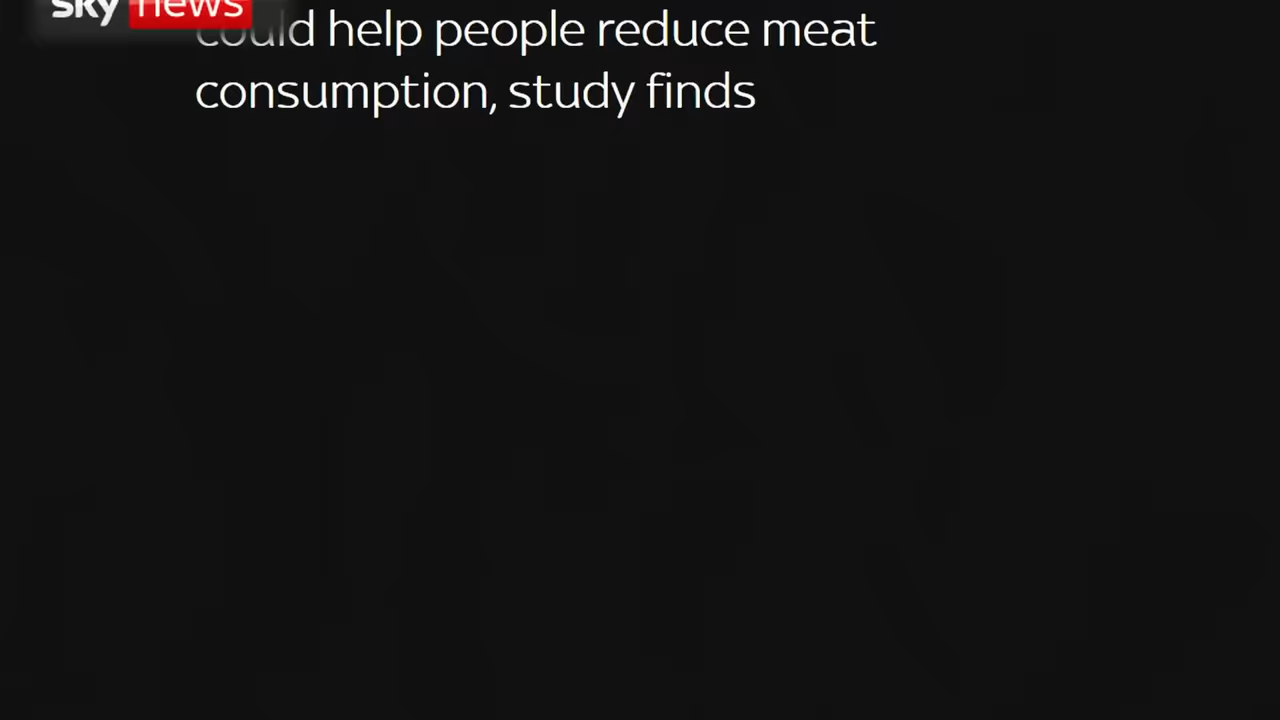 sky news
could help people reduce meat
consumption, study finds